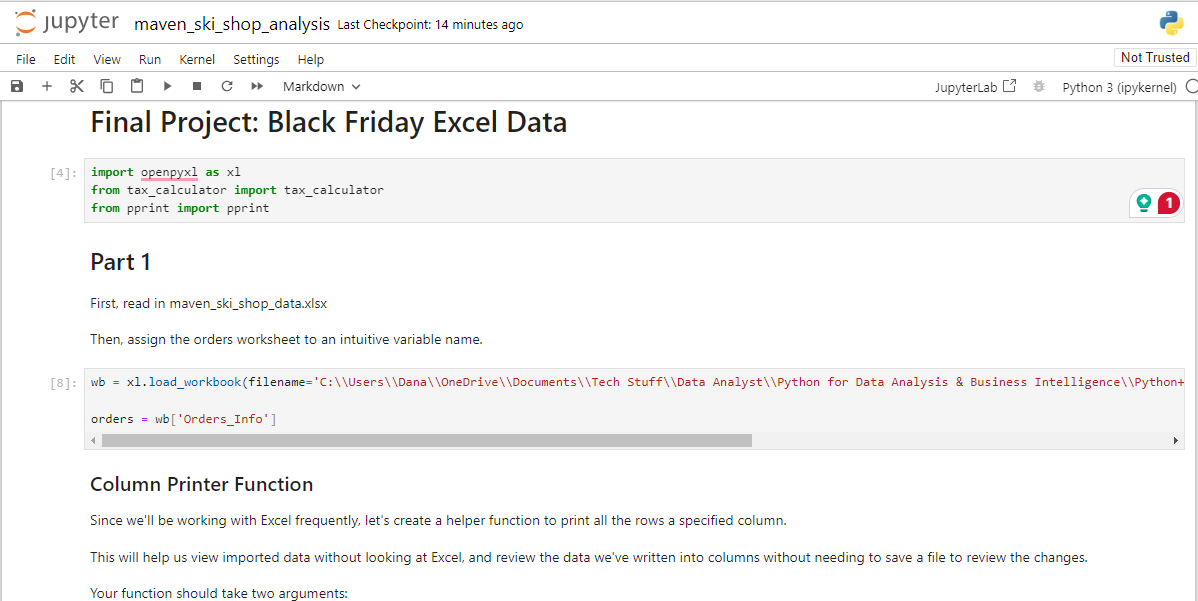 jupyter maven_ski_shop_analysis Last Checkpoint: 14 minutes ago
File Edit View Run Kernel Settings Help Not Trusted
Markdown JupyterLab Python 3 (ipykernel)
Final Project: Black Friday Excel Data
[4]: import openpyxl as xl
from tax_calculator import tax_calculator
from pprint import pprint
1
Part 1
First, read in maven_ski_shop_data.xlsx
Then, assign the orders worksheet to an intuitive variable name.
[8]: wb = xl.load_workbook(filename='C:\\Users\\Dana\\OneDrive\\Documents\\Tech Stuff\\Data Analyst\\Python for Data Analysis & Business Intelligence\\Python+
orders = wb['Orders_Info']
Column Printer Function
Since we'll be working with Excel frequently, let's create a helper function to print all the rows a specified column.
This will help us view imported data without looking at Excel, and review the data we've written into columns without needing to save a file to review the changes.
Your function should take two arguments: